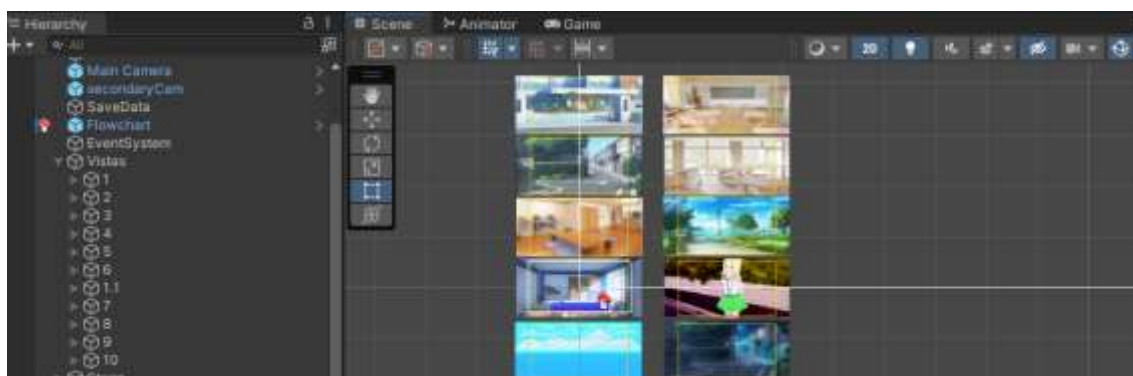 Hierarchy
All
Main Camera
secondaryCam
SaveData
Flowchart
EventSystem
Vistas
1
2
3
4
5
6
1.1
7
8
9
10
Scene Animator Game
2D